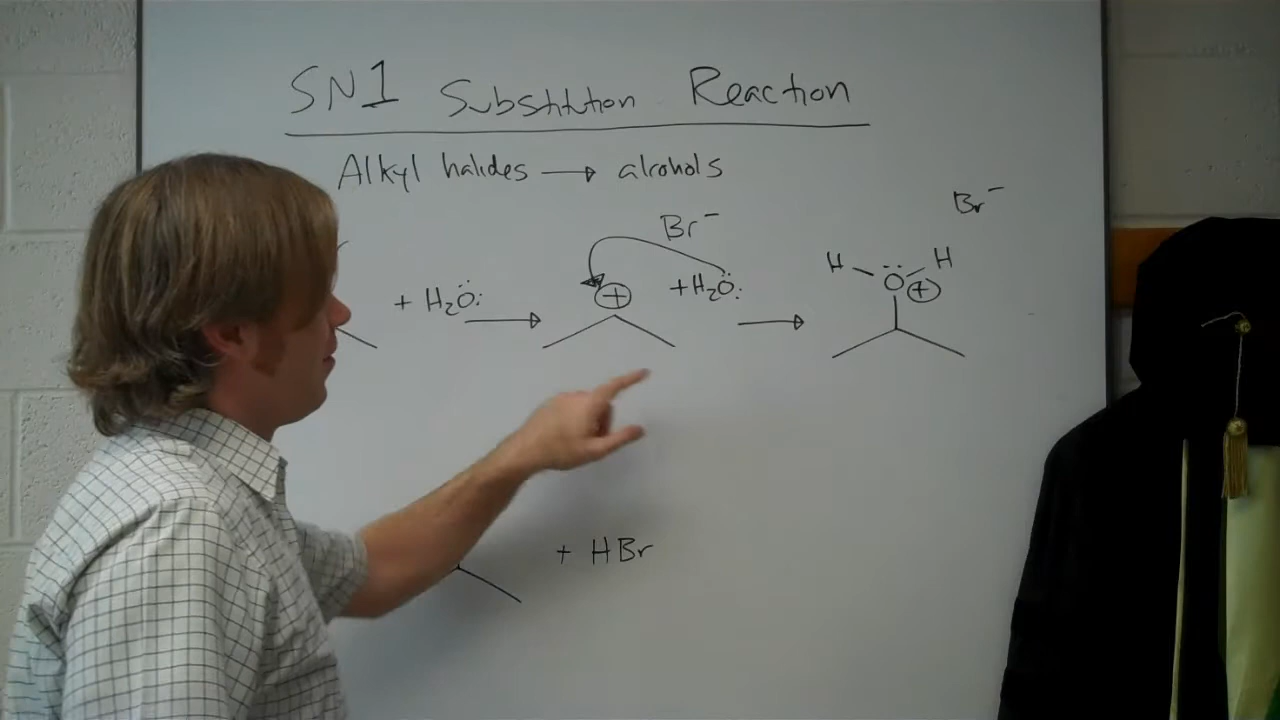 SN1 Substitution Reaction
Alkyl halides → alcohols
Br⁻
Br⁻
H Ö H ⊕
+ H₂Ö: → ⊕ + H₂Ö: →
+ HBr